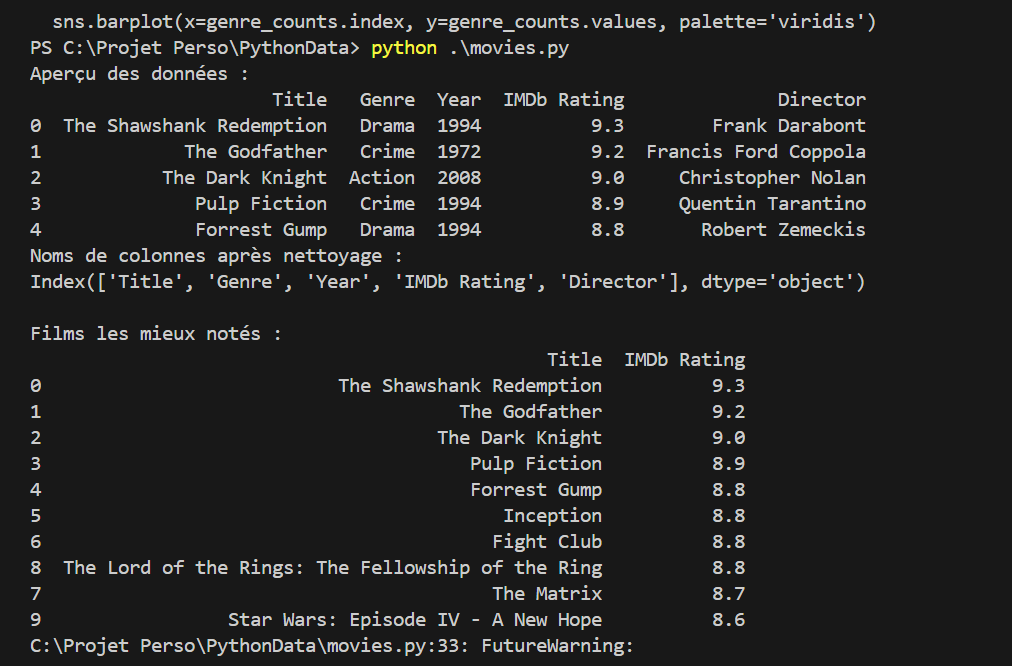 sns.barplot(x=genre_counts.index, y=genre_counts.values, palette='viridis')
PS C:\Projet Perso\PythonData> python .\movies.py
Aperçu des données :
                      Title   Genre  Year  IMDb Rating              Director
0  The Shawshank Redemption   Drama  1994          9.3        Frank Darabont
1             The Godfather   Crime  1972          9.2  Francis Ford Coppola
2           The Dark Knight  Action  2008          9.0     Christopher Nolan
3              Pulp Fiction   Crime  1994          8.9     Quentin Tarantino
4              Forrest Gump   Drama  1994          8.8       Robert Zemeckis
Noms de colonnes après nettoyage :
Index(['Title', 'Genre', 'Year', 'IMDb Rating', 'Director'], dtype='object')

Films les mieux notés :
                                               Title  IMDb Rating
0                           The Shawshank Redemption          9.3
1                                      The Godfather          9.2
2                                    The Dark Knight          9.0
3                                       Pulp Fiction          8.9
4                                       Forrest Gump          8.8
5                                          Inception          8.8
6                                         Fight Club          8.8
8  The Lord of the Rings: The Fellowship of the Ring          8.8
7                                         The Matrix          8.7
9                 Star Wars: Episode IV - A New Hope          8.6
C:\Projet Perso\PythonData\movies.py:33: FutureWarning: